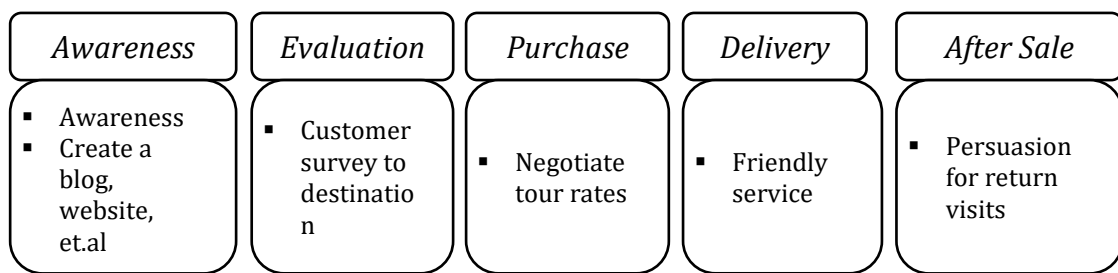 Awareness
▪ Awareness
▪ Create a
blog,
website,
et.al
Evaluation
▪ Customer
survey to
destinatio
n
Purchase
▪ Negotiate
tour rates
Delivery
▪ Friendly
service
After Sale
▪ Persuasion
for return
visits